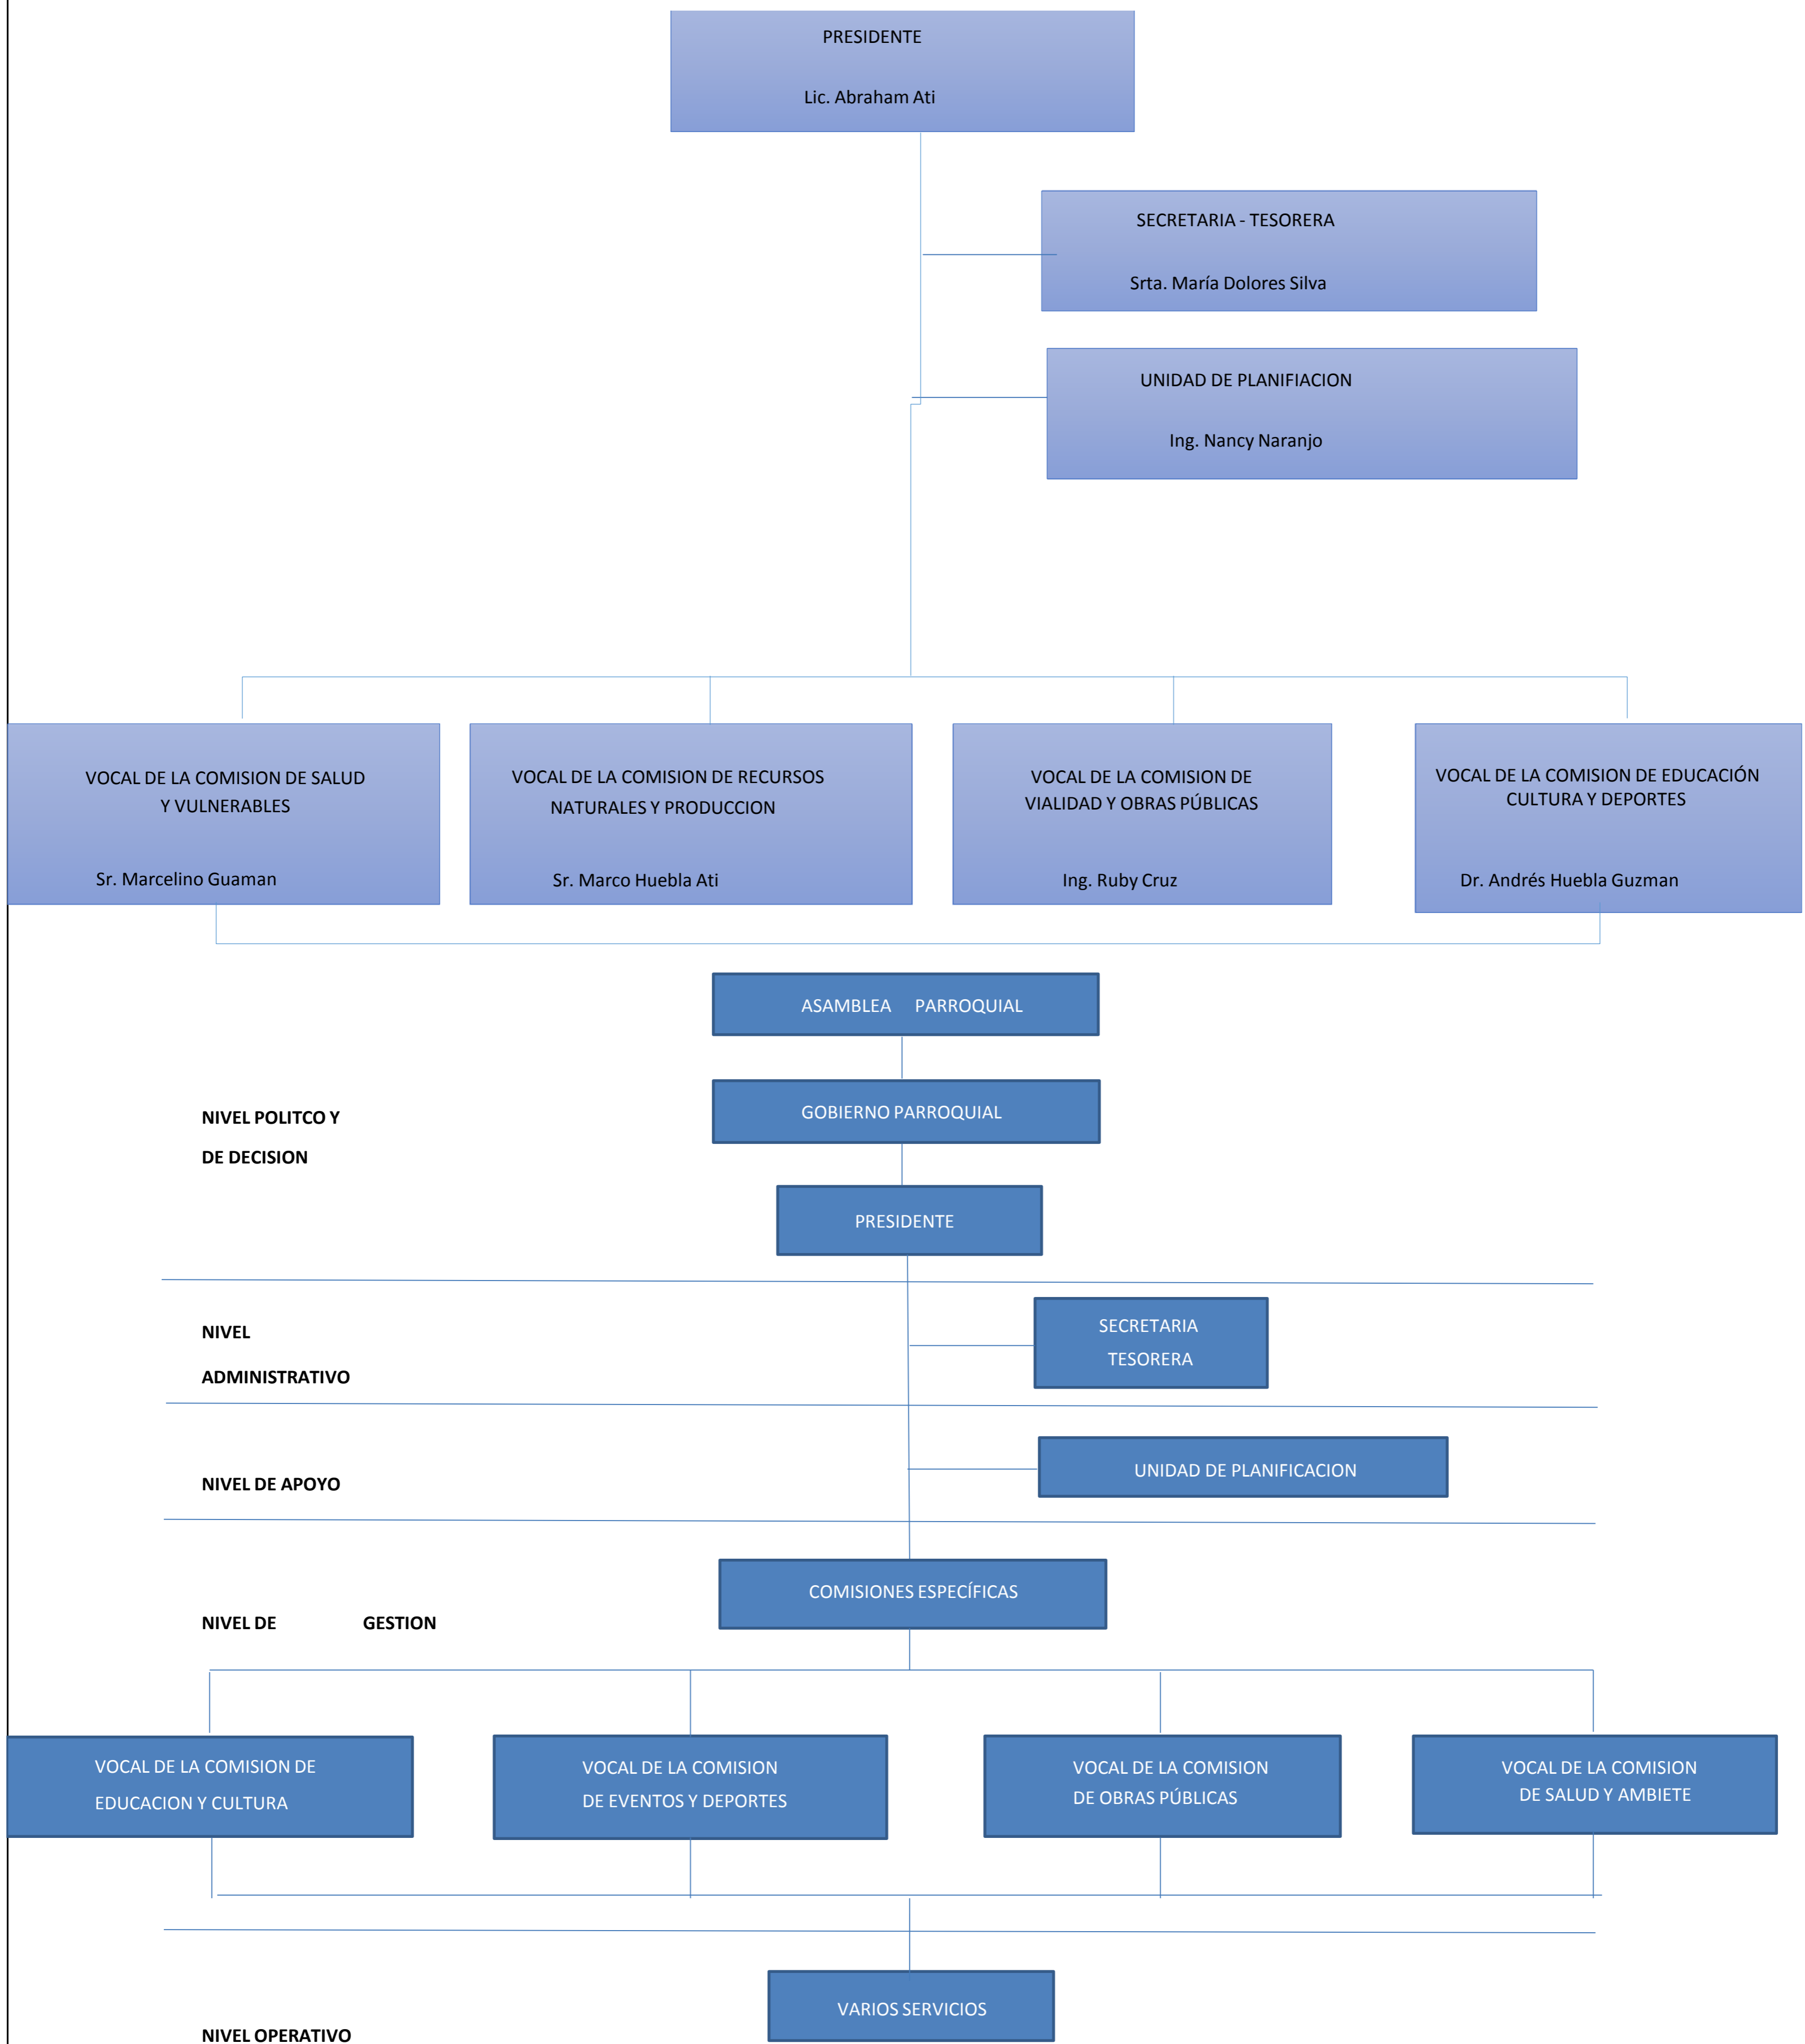 PRESIDENTE
Lic. Abraham Ati
SECRETARIA - TESORERA
Srta. María Dolores Silva
UNIDAD DE PLANIFIACION
Ing. Nancy Naranjo
VOCAL DE LA COMISION DE SALUD
Y VULNERABLES
Sr. Marcelino Guaman
VOCAL DE LA COMISION DE RECURSOS
NATURALES Y PRODUCCION
Sr. Marco Huebla Ati
VOCAL DE LA COMISION DE
VIALIDAD Y OBRAS PÚBLICAS
Ing. Ruby Cruz
VOCAL DE LA COMISION DE EDUCACIÓN
CULTURA Y DEPORTES
Dr. Andrés Huebla Guzman
ASAMBLEA PARROQUIAL
NIVEL POLITCO Y
DE DECISION
GOBIERNO PARROQUIAL
PRESIDENTE
NIVEL
ADMINISTRATIVO
SECRETARIA
TESORERA
NIVEL DE APOYO
UNIDAD DE PLANIFICACION
COMISIONES ESPECÍFICAS
NIVEL DE GESTION
VOCAL DE LA COMISION DE
EDUCACION Y CULTURA
VOCAL DE LA COMISION
DE EVENTOS Y DEPORTES
VOCAL DE LA COMISION
DE OBRAS PÚBLICAS
VOCAL DE LA COMISION
DE SALUD Y AMBIETE
VARIOS SERVICIOS
NIVEL OPERATIVO